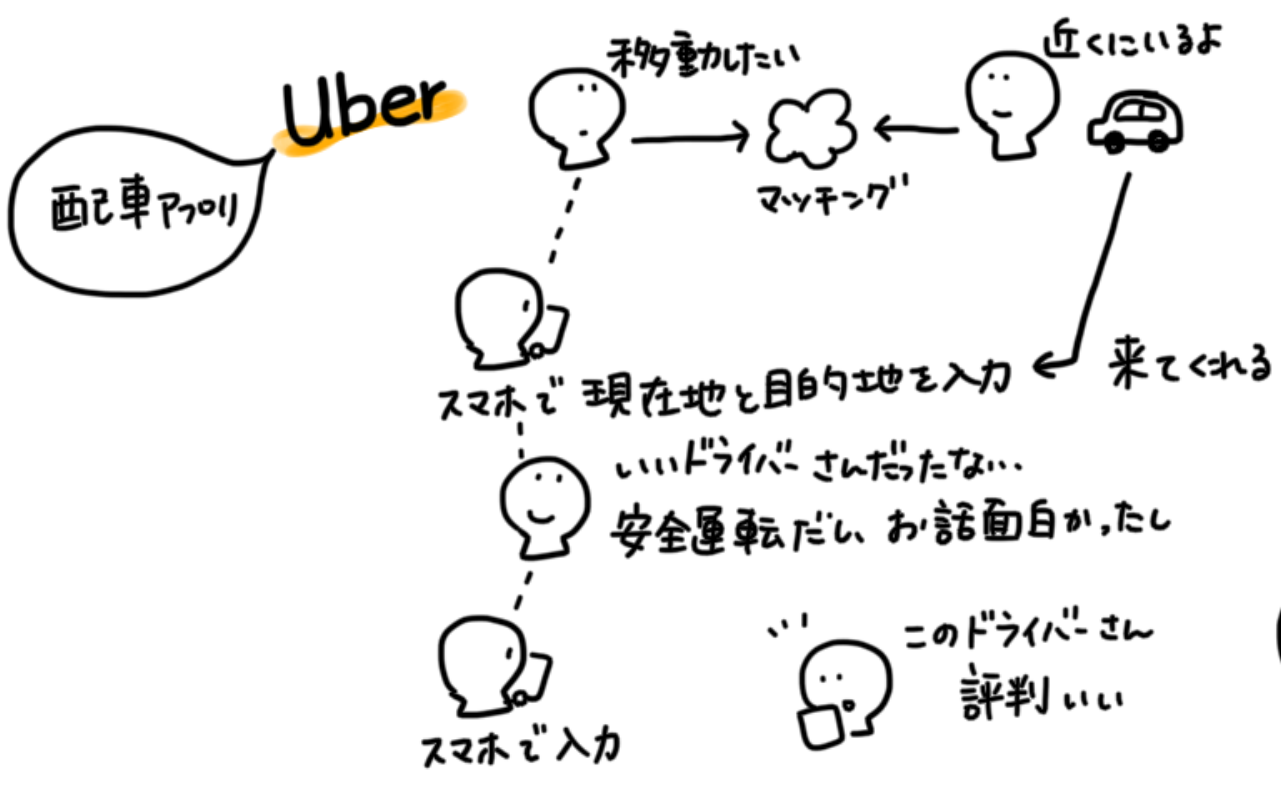 Uber
配車アプリ
移動したい
近くにいるよ
マッチング
スマホで 現在地と目的地を入力
来てくれる
いいドライバーさんだったな…
安全運転だし、お話面白かったし
スマホで入力
このドライバーさん
評判いい